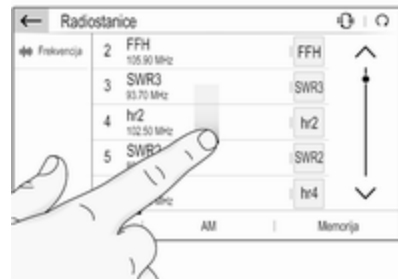 Radiostanice
Frekvencija
2 FFH FFH
105.90 MHz
3 SWR3 SWR3
93.70 MHz
4 hr2 hr2
102.50 MHz
5 SWR2 SWR2
hr4
MHz
AM Memorija